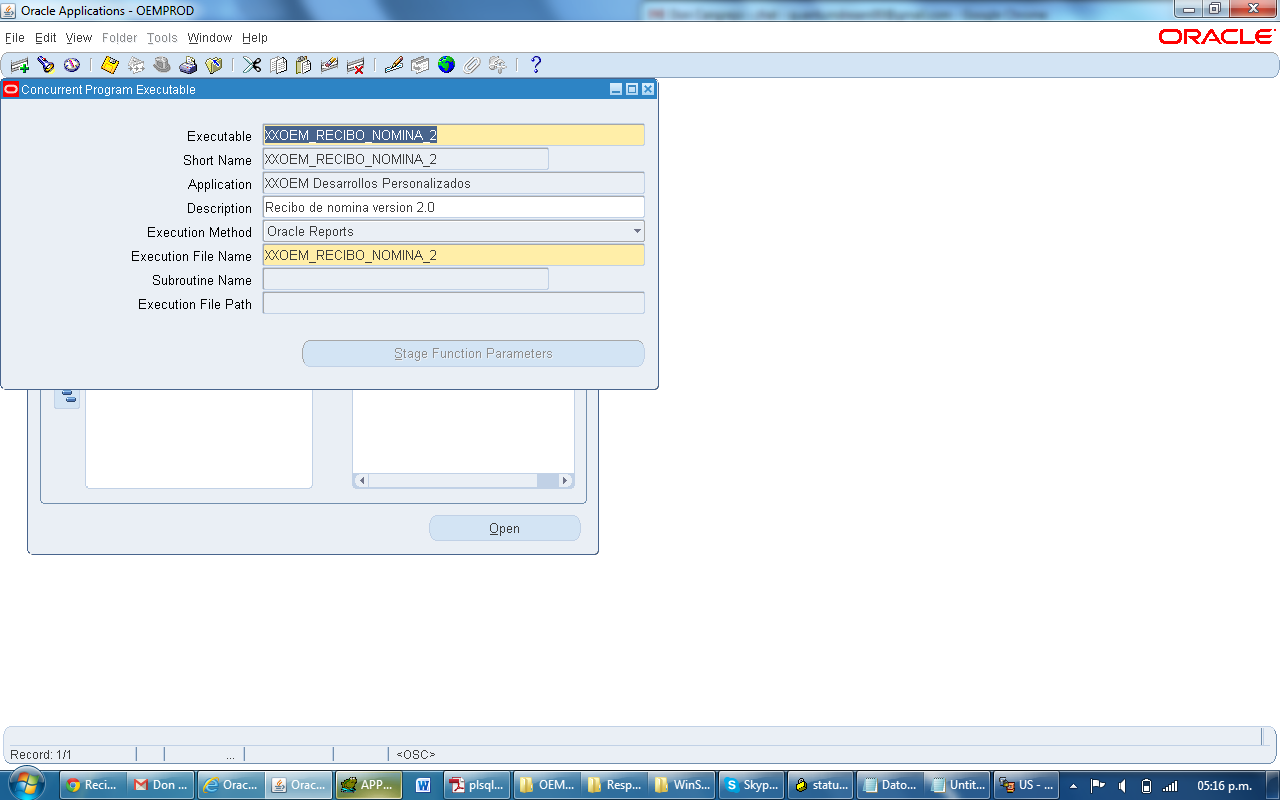 Oracle Applications - OEMPROD
File Edit View Folder Tools Window Help
ORACLE
Concurrent Program Executable
Executable XXOEM_RECIBO_NOMINA_2
Short Name XXOEM_RECIBO_NOMINA_2
Application XXOEM Desarrollos Personalizados
Description Recibo de nomina version 2.0
Execution Method Oracle Reports
Execution File Name XXOEM_RECIBO_NOMINA_2
Subroutine Name
Execution File Path
Stage Function Parameters
Open
Record: 1/1 ... <OSC>
Reci... Don ... Orac... Orac... APP... plsql... OEM... Resp... WinS... Skyp... statu... Dato... Untit... US - ... 05:16 p.m.